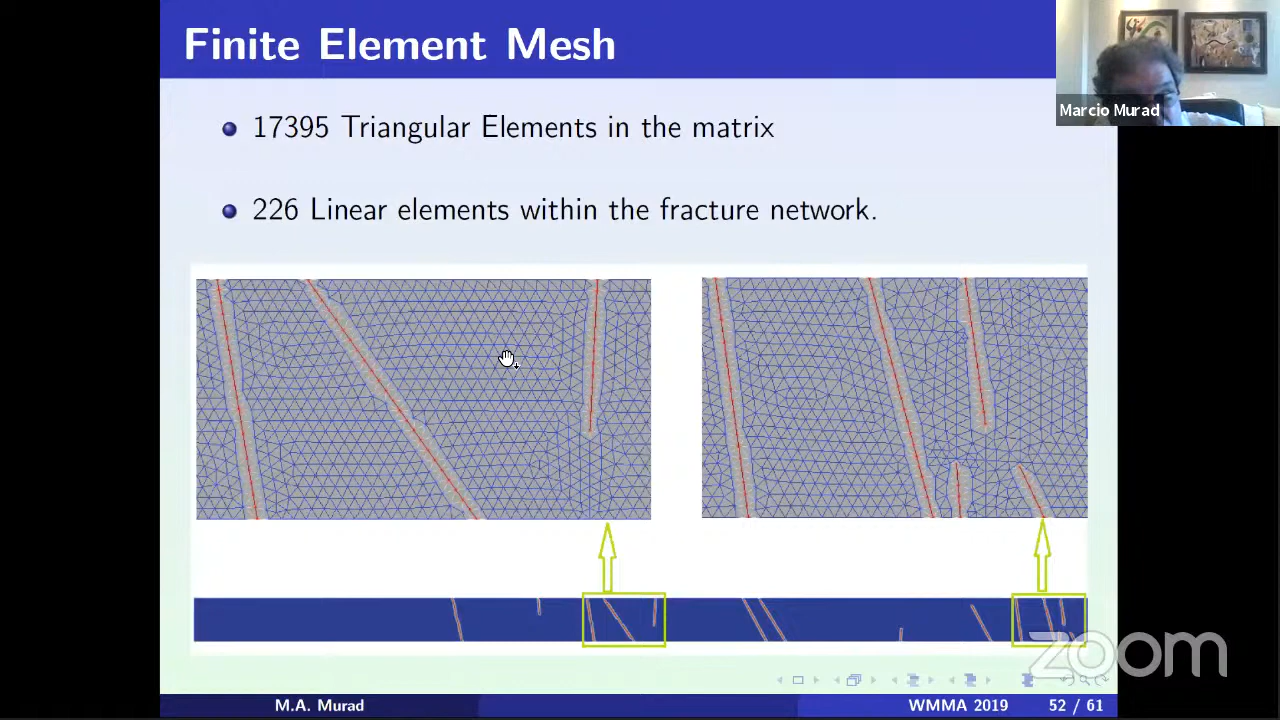 Finite Element Mesh
Marcio Murad
17395 Triangular Elements in the matrix
226 Linear elements within the fracture network.
zoom
M.A. Murad
WMMA 2019
52 / 61